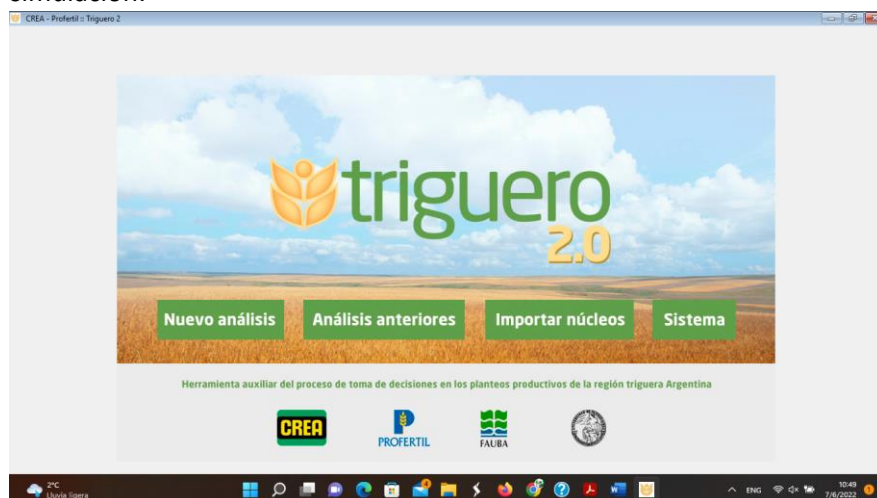 CREA - Profertil :: Triguero 2
triguero
2.0
Nuevo análisis Análisis anteriores Importar núcleos Sistema
Herramienta auxiliar del proceso de toma de decisiones en los planteos productivos de la región triguera Argentina
CREA PROFERTIL FAUBA
2°C
Lluvia ligera
ENG
10:49
7/6/2022